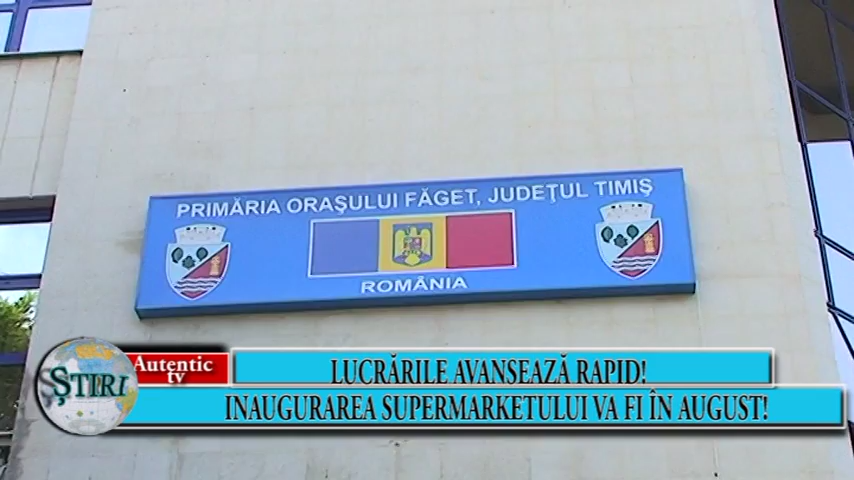 PRIMĂRIA ORAŞULUI FĂGET, JUDEŢUL TIMIŞ
ROMÂNIA
ŞTIRI
Autentic
tv
LUCRĂRILE AVANSEAZĂ RAPID!
INAUGURAREA SUPERMARKETULUI VA FI ÎN AUGUST!